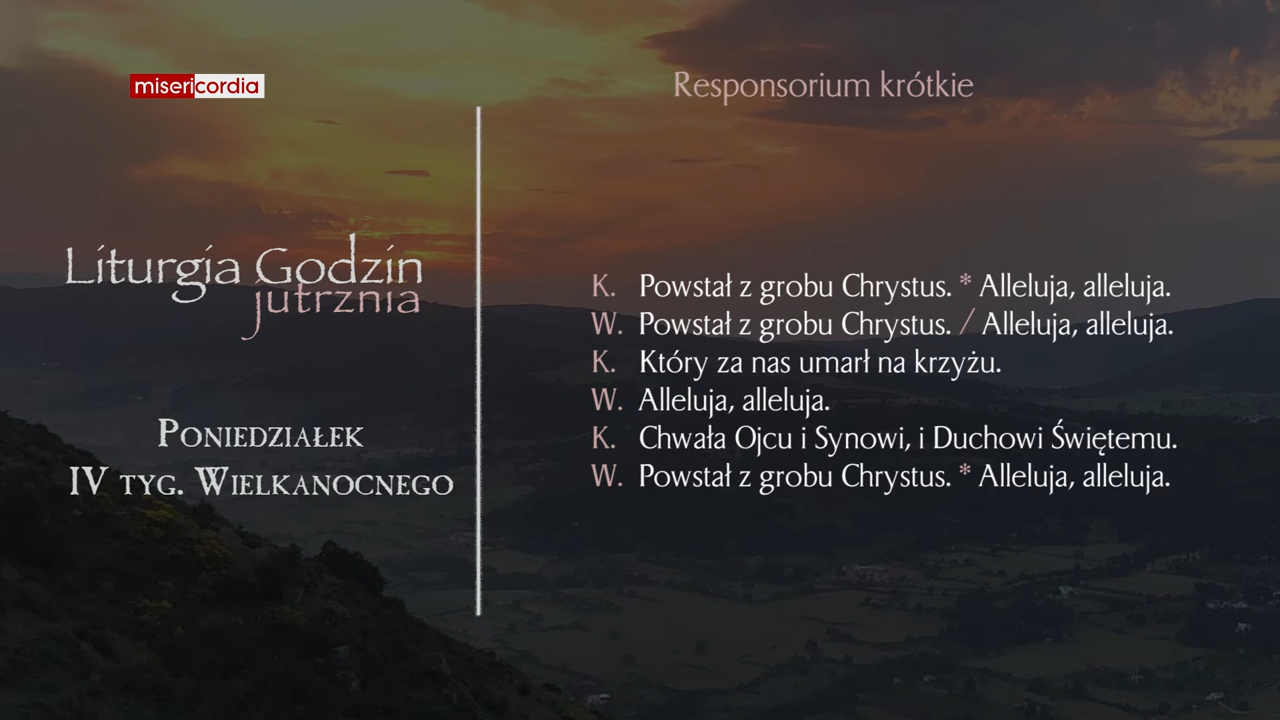 misericordia
Responsorium krótkie
Liturgia Godzin
jutrznia
Poniedziałek
IV tyg. Wielkanocnego
K. Powstał z grobu Chrystus. * Alleluja, alleluja.
W. Powstał z grobu Chrystus. / Alleluja, alleluja.
K. Który za nas umarł na krzyżu.
W. Alleluja, alleluja.
K. Chwała Ojcu i Synowi, i Duchowi Świętemu.
W. Powstał z grobu Chrystus. * Alleluja, alleluja.